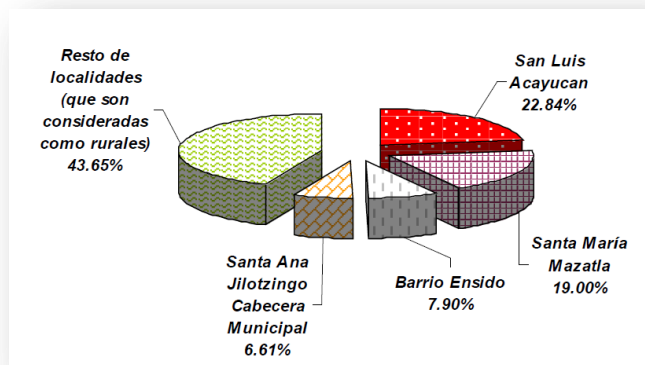 Resto de
localidades
(que son
consideradas
como rurales)
43.65%
San Luis
Acayucan
22.84%
Santa Ana
Jilotzingo
Cabecera
Municipal
6.61%
Barrio Ensido
7.90%
Santa María
Mazatla
19.00%